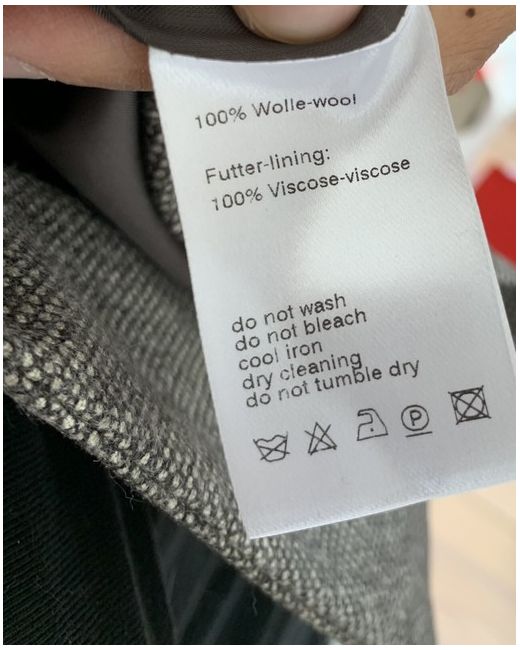 100% Wolle-wool
Futter-lining:
100% Viscose-viscose
do not wash
do not bleach
cool iron
dry cleaning
do not tumble dry
P